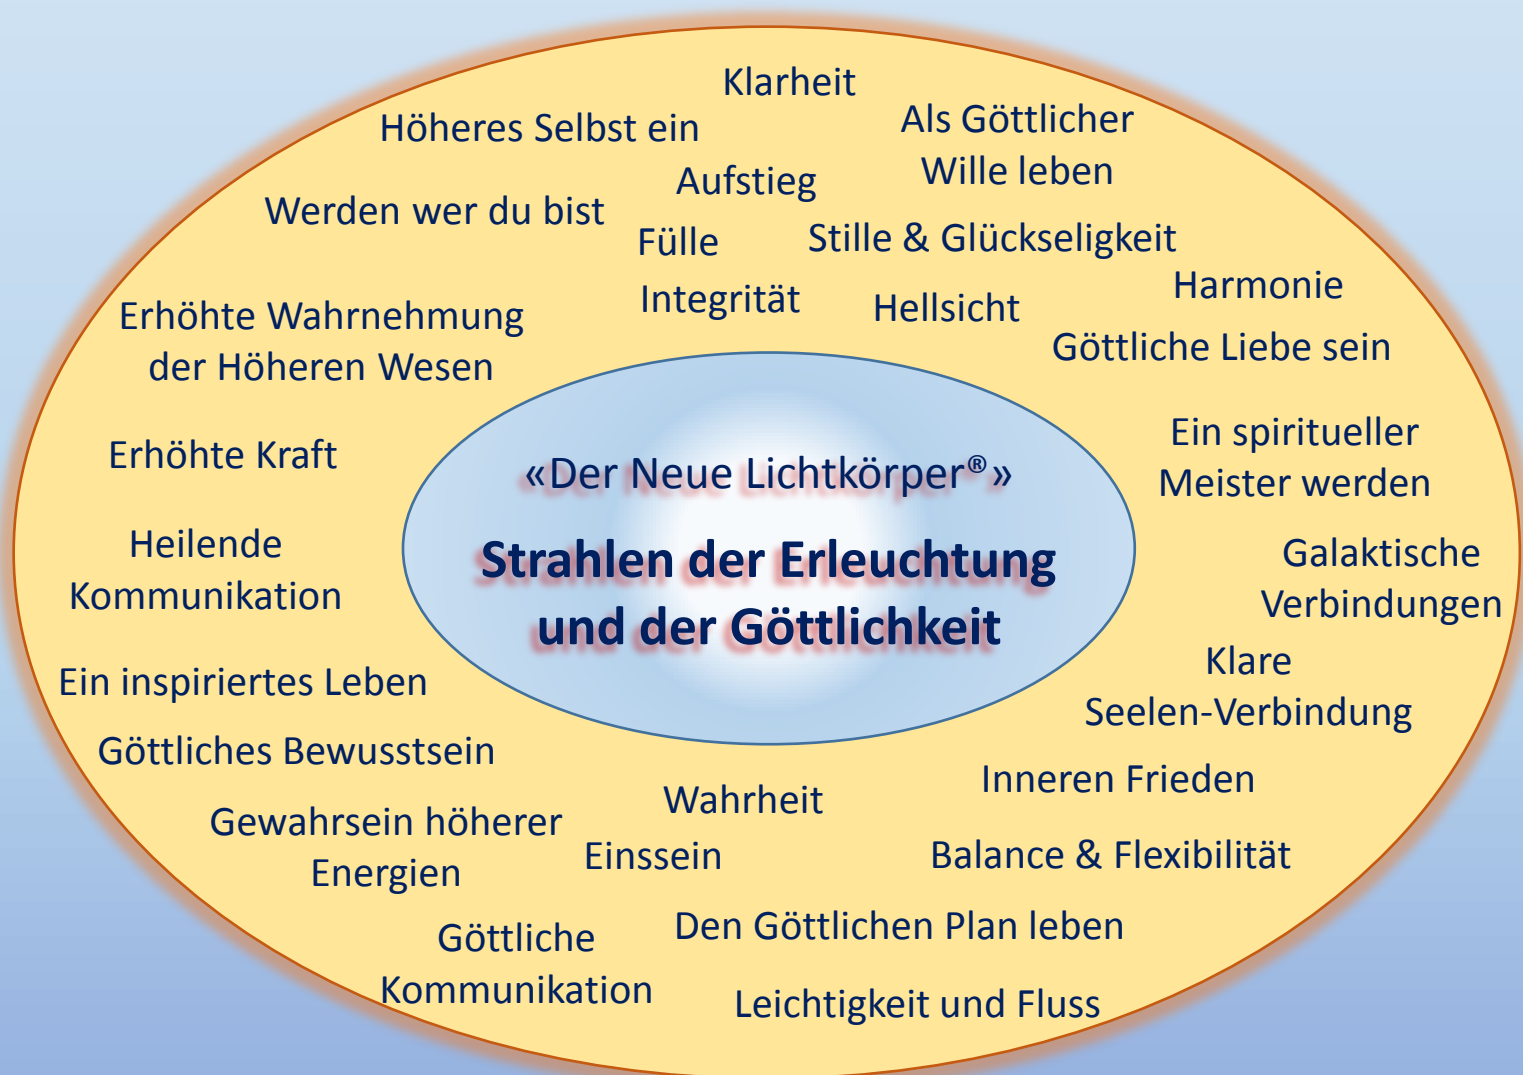 Klarheit
Höheres Selbst ein
Als Göttlicher
Wille leben
Aufstieg
Werden wer du bist
Fülle
Stille & Glückseligkeit
Integrität
Hellsicht
Harmonie
Erhöhte Wahrnehmung
der Höheren Wesen
Göttliche Liebe sein
Erhöhte Kraft
Ein spiritueller
Meister werden
«Der Neue Lichtkörper®»
Strahlen der Erleuchtung
und der Göttlichkeit
Heilende
Kommunikation
Galaktische
Verbindungen
Ein inspiriertes Leben
Klare
Seelen-Verbindung
Göttliches Bewusstsein
Inneren Frieden
Wahrheit
Gewahrsein höherer
Energien
Einssein
Balance & Flexibilität
Göttliche
Kommunikation
Den Göttlichen Plan leben
Leichtigkeit und Fluss